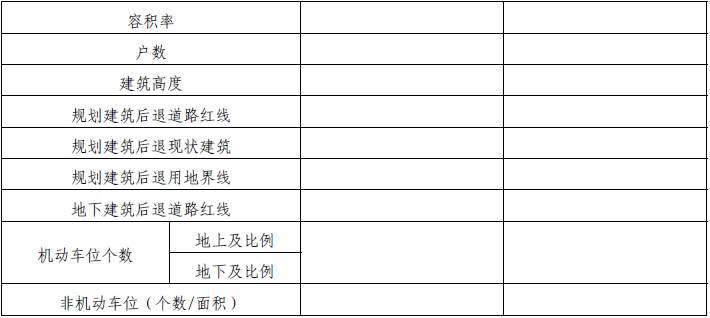 容积率
户数
建筑高度
规划建筑后退道路红线
规划建筑后退现状建筑
规划建筑后退用地界线
地下建筑后退道路红线
机动车位个数
地上及比例
地下及比例
非机动车位（个数/面积）